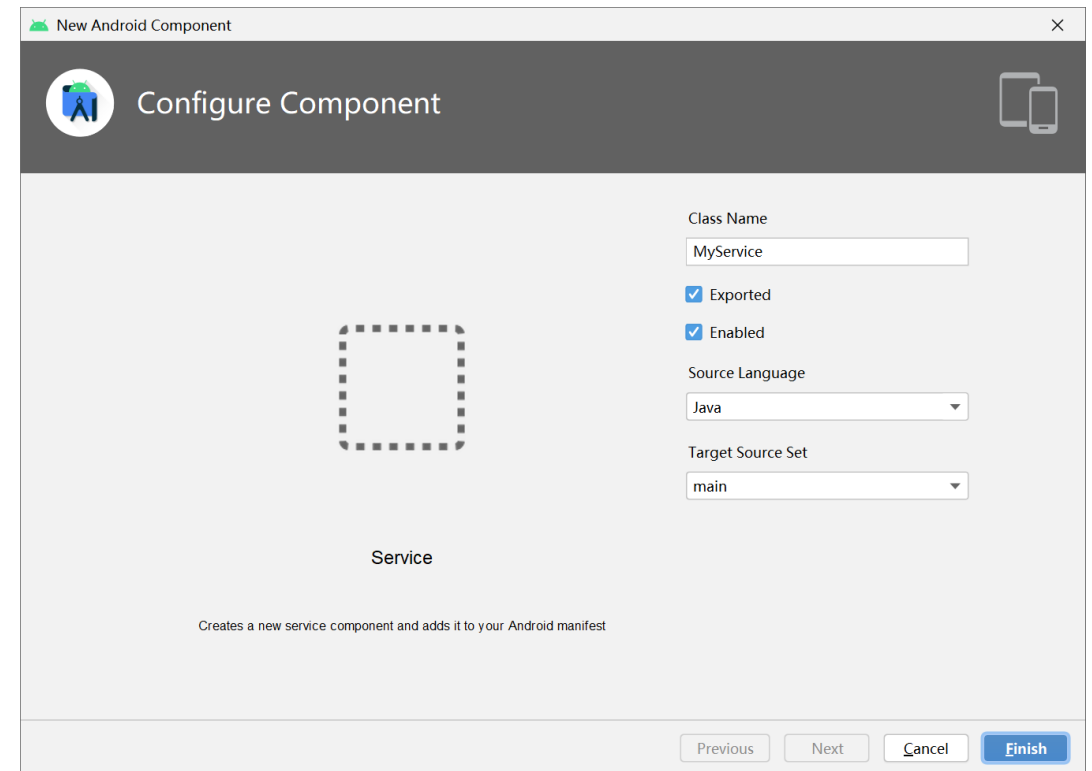 New Android Component
Configure Component
Class Name
MyService
Exported
Enabled
Source Language
Java
Target Source Set
main
Service
Creates a new service component and adds it to your Android manifest
Previous
Next
Cancel
Finish